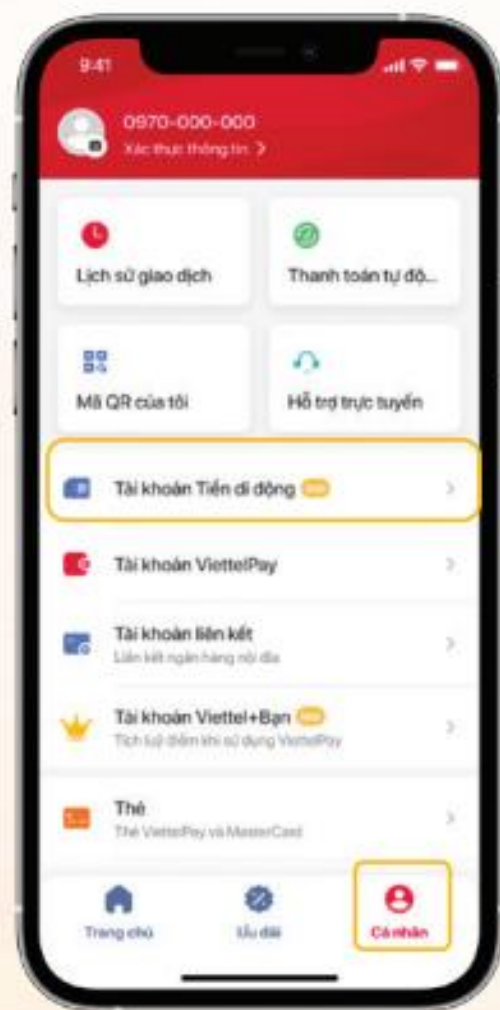 9:41
0970-000-000
Xác thực thông tin >
Lịch sử giao dịch
Thanh toán tự độ...
Mã QR của tôi
Hỗ trợ trực tuyến
Tài khoản Tiền di động
Tài khoản ViettelPay
Tài khoản liên kết
Liên kết ngân hàng nội địa
Tài khoản Viettel+Bạn
Tích luỹ điểm khi sử dụng ViettelPay
Thẻ
Thẻ ViettelPay và MasterCard
Trang chủ
Ưu đãi
Cá nhân